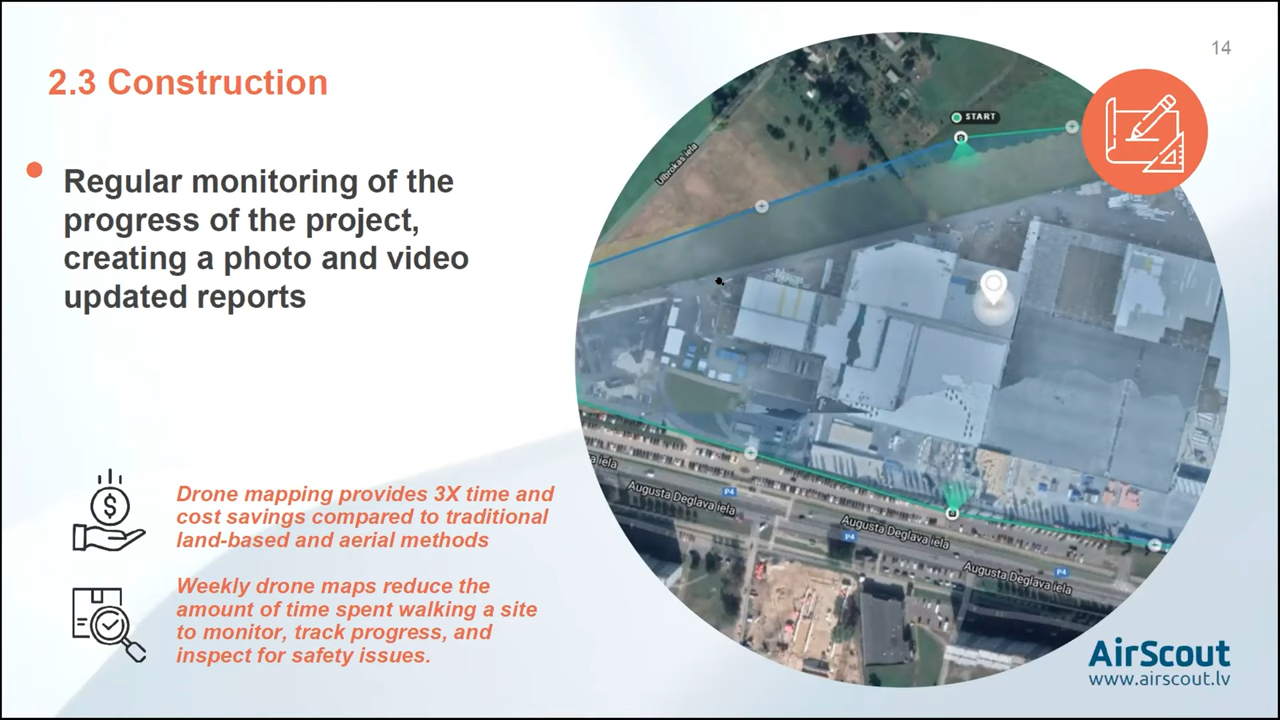 14
2.3 Construction
Regular monitoring of the
progress of the project,
creating a photo and video
updated reports
Drone mapping provides 3X time and
cost savings compared to traditional
land-based and aerial methods
Weekly drone maps reduce the
amount of time spent walking a site
to monitor, track progress, and
inspect for safety issues.
START
Ulbrokas iela
a iela
P4
Augusta Deglava iela
Augusta Deglava iela
P4
P4
Augusta Deglava iela
$
AirScout
www.airscout.lv